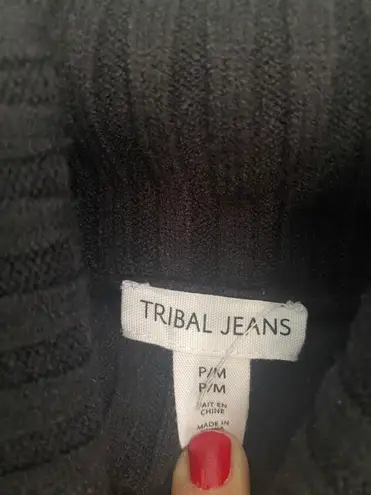 TRIBAL JEANS
P/M
P/M
FAIT EN
CHINE
MADE IN